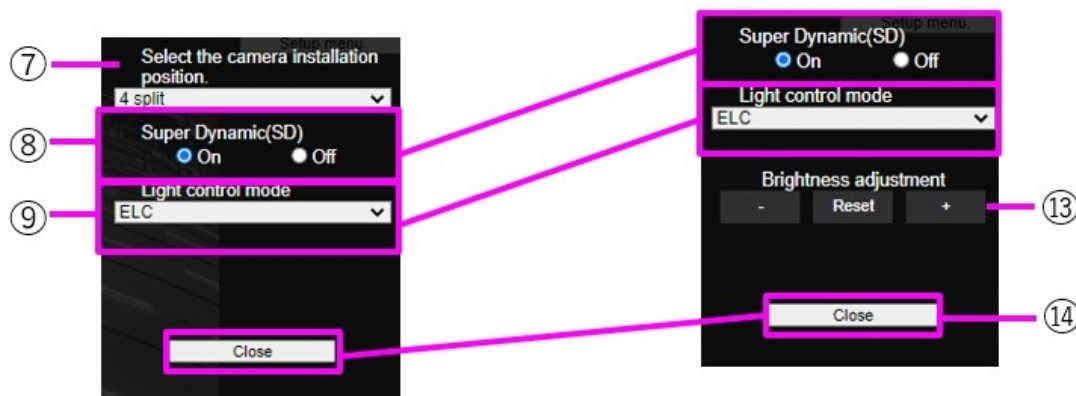 Setup menu.
⑦
Select the camera installation
position.
4 split
⑧
Super Dynamic(SD)
On Off
⑨
Light control mode
ELC
Close
Setup menu.
Super Dynamic(SD)
On Off
Light control mode
ELC
Brightness adjustment
- Reset +
⑬
Close
⑭